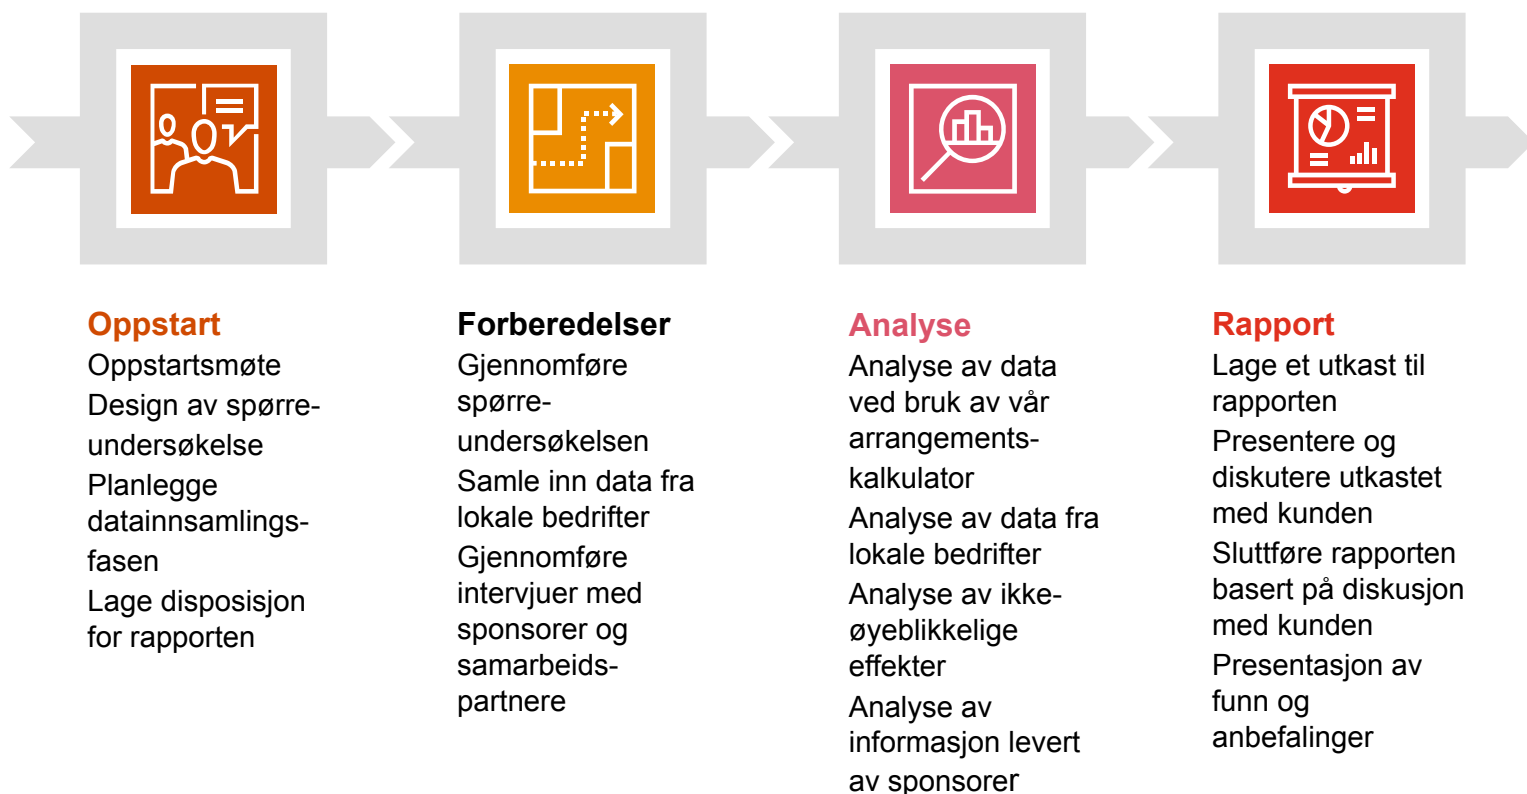 Oppstart
Oppstartsmøte
Design av spørre-
undersøkelse
Planlegge
datainnsamlings-
fasen
Lage disposisjon
for rapporten
Forberedelser
Gjennomføre
spørre-
undersøkelsen
Samle inn data fra
lokale bedrifter
Gjennomføre
intervjuer med
sponsorer og
samarbeids-
partnere
Analyse
Analyse av data
ved bruk av vår
arrangements-
kalkulator
Analyse av data fra
lokale bedrifter
Analyse av ikke-
øyeblikkelige
effekter
Analyse av
informasjon levert
av sponsorer
Rapport
Lage et utkast til
rapporten
Presentere og
diskutere utkastet
med kunden
Sluttføre rapporten
basert på diskusjon
med kunden
Presentasjon av
funn og
anbefalinger